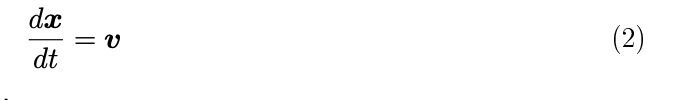 d𝒙/dt = 𝒗 (2)
.